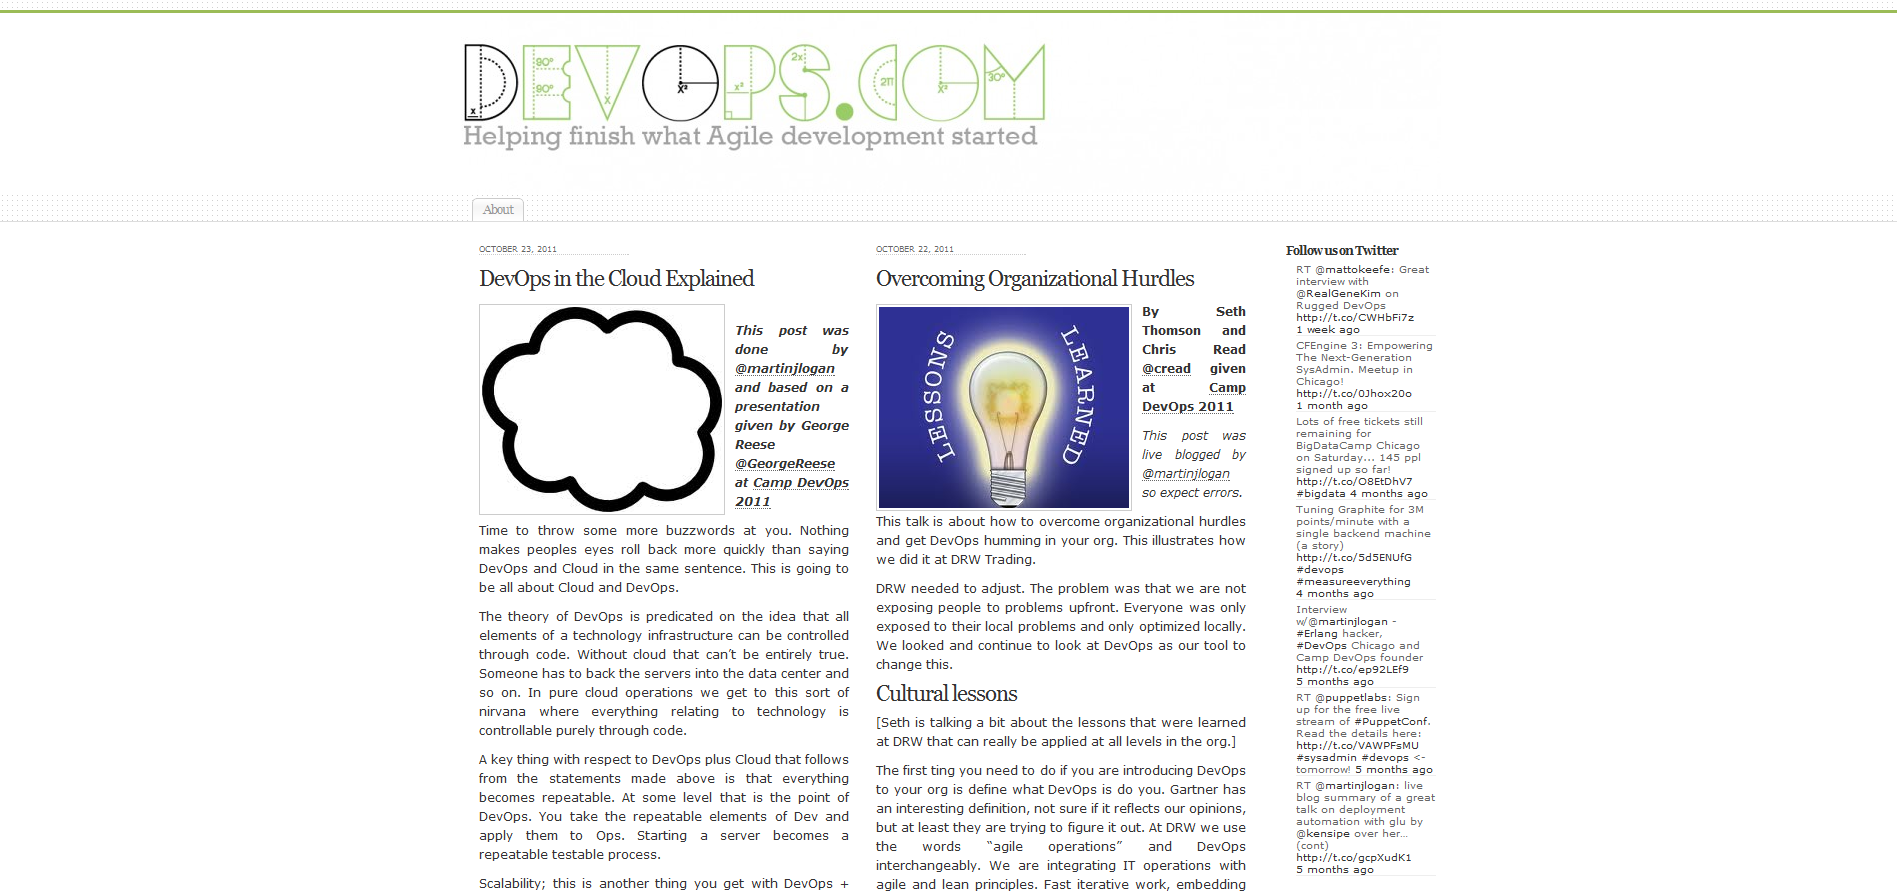 DEVOPS.COM
80°
80°
x
x
x²
x²
2x
2π
x²
30°
Helping finish what Agile development started
About
OCTOBER 23, 2011
DevOps in the Cloud Explained
This post was
done by
@martinjlogan
and based on a
presentation
given by George
Reese
@GeorgeReese
at Camp DevOps
2011
Time to throw some more buzzwords at you. Nothing
makes peoples eyes roll back more quickly than saying
DevOps and Cloud in the same sentence. This is going to
be all about Cloud and DevOps.
The theory of DevOps is predicated on the idea that all
elements of a technology infrastructure can be controlled
through code. Without cloud that can’t be entirely true.
Someone has to back the servers into the data center and
so on. In pure cloud operations we get to this sort of
nirvana where everything relating to technology is
controllable purely through code.
A key thing with respect to DevOps plus Cloud that follows
from the statements made above is that everything
becomes repeatable. At some level that is the point of
DevOps. You take the repeatable elements of Dev and
apply them to Ops. Starting a server becomes a
repeatable testable process.
Scalability; this is another thing you get with DevOps +
OCTOBER 22, 2011
Overcoming Organizational Hurdles
LESSONS
LEARNED
By Seth
Thomson and
Chris Read
@cread given
at Camp
DevOps 2011
This post was
live blogged by
@martinjlogan
so expect errors.
This talk is about how to overcome organizational hurdles
and get DevOps humming in your org. This illustrates how
we did it at DRW Trading.
DRW needed to adjust. The problem was that we are not
exposing people to problems upfront. Everyone was only
exposed to their local problems and only optimized locally.
We looked and continue to look at DevOps as our tool to
change this.
Cultural lessons
[Seth is talking a bit about the lessons that were learned
at DRW that can really be applied at all levels in the org.]
The first ting you need to do if you are introducing DevOps
to your org is define what DevOps is do you. Gartner has
an interesting definition, not sure if it reflects our opinions,
but at least they are trying to figure it out. At DRW we use
the words “agile operations” and DevOps
interchangeably. We are integrating IT operations with
agile and lean principles. Fast iterative work, embedding
Follow us on Twitter
RT @mattokeefe: Great
interview with
@RealGeneKim on
Rugged DevOps
http://t.co/CWHbFi7z
1 week ago
CFEngine 3: Empowering
The Next-Generation
SysAdmin. Meetup in
Chicago!
http://t.co/0Jhox20o
1 month ago
Lots of free tickets still
remaining for
BigDataCamp Chicago
on Saturday... 145 ppl
signed up so far!
http://t.co/O8EtDhV7
#bigdata 4 months ago
Tuning Graphite for 3M
points/minute with a
single backend machine
(a story)
http://t.co/5d5ENUfG
#devops
#measureeverything
4 months ago
Interview
w/@martinjlogan -
#Erlang hacker,
#DevOps Chicago and
Camp DevOps founder
http://t.co/ep92LEf9
5 months ago
RT @puppetlabs: Sign
up for the free live
stream of #PuppetConf.
Read the details here:
http://t.co/VAWPFsMU
#sysadmin #devops <-
tomorrow! 5 months ago
RT @martinjlogan: live
blog summary of a great
talk on deployment
automation with glu by
@kensipe over her...
(cont)
http://t.co/gcpXudK1
5 months ago